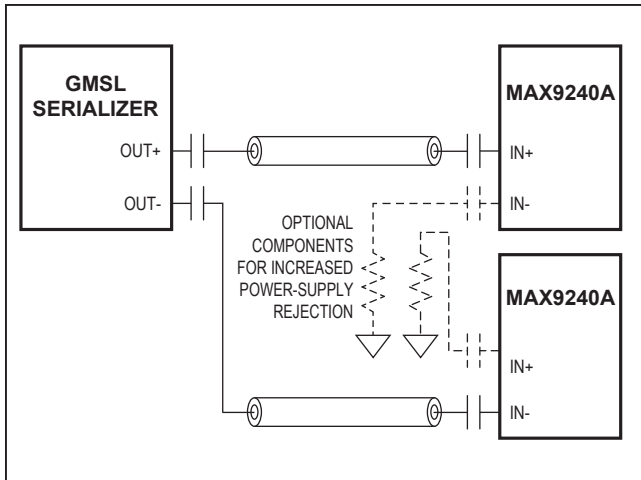 GMSL
SERIALIZER
OUT+
OUT-
MAX9240A
IN+
IN-
OPTIONAL
COMPONENTS
FOR INCREASED
POWER-SUPPLY
REJECTION
MAX9240A
IN+
IN-